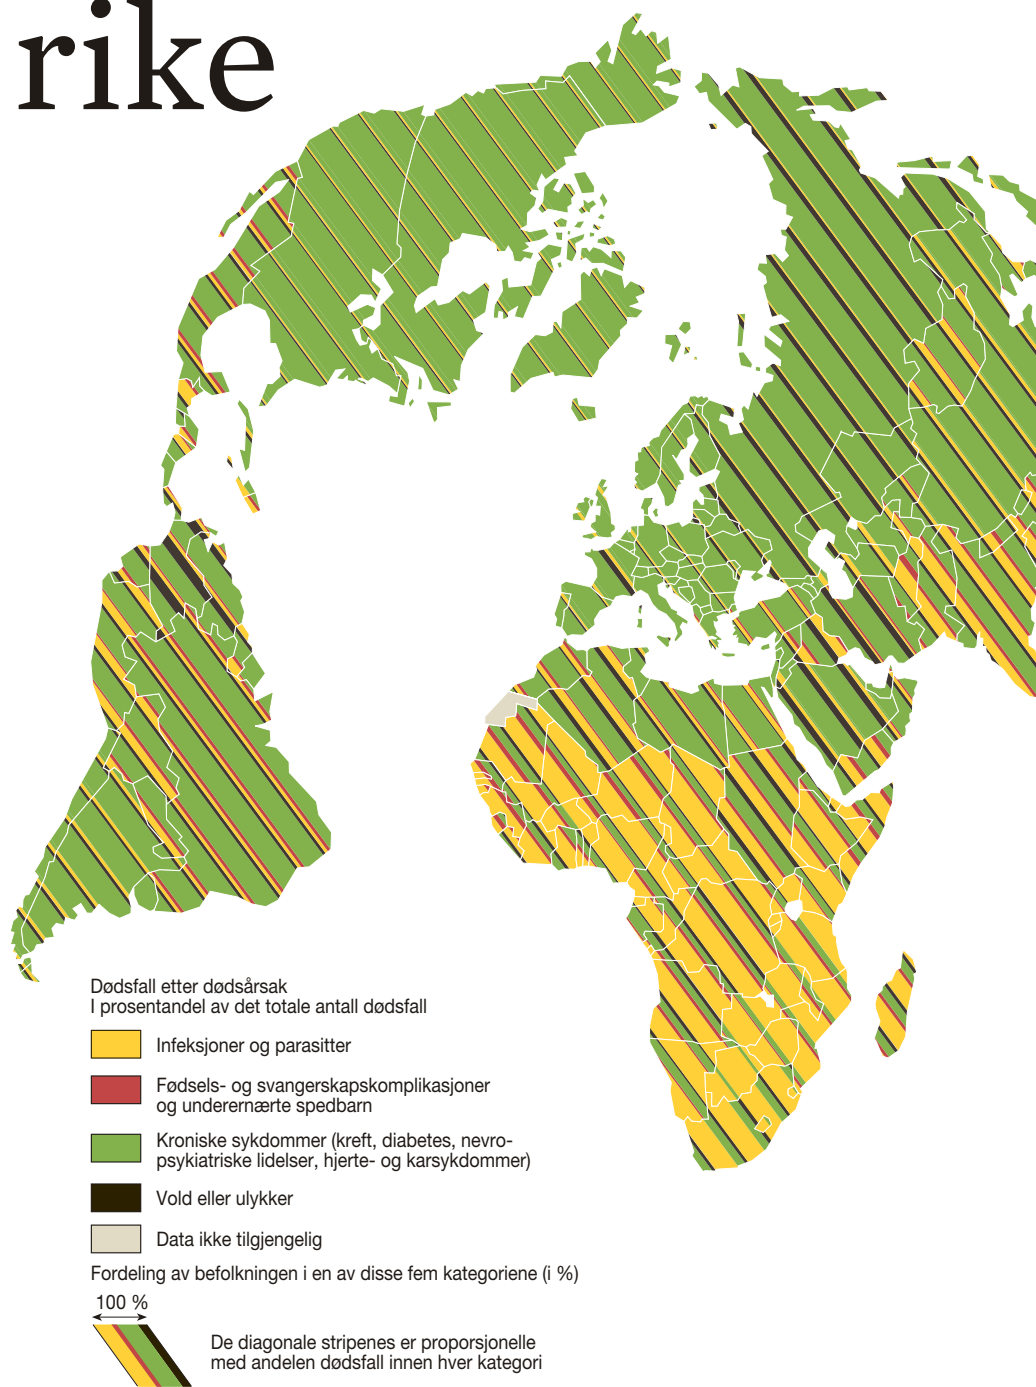 rike
Dødsfall etter dødsårsak
I prosentandel av det totale antall dødsfall
Infeksjoner og parasitter
Fødsels- og svangerskapskomplikasjoner
og underernærte spedbarn
Kroniske sykdommer (kreft, diabetes, nevro-
psykiatriske lidelser, hjerte- og karsykdommer)
Vold eller ulykker
Data ikke tilgjengelig
Fordeling av befolkningen i en av disse fem kategoriene (i %)
100 %
De diagonale stripenes er proporsjonelle
med andelen dødsfall innen hver kategori